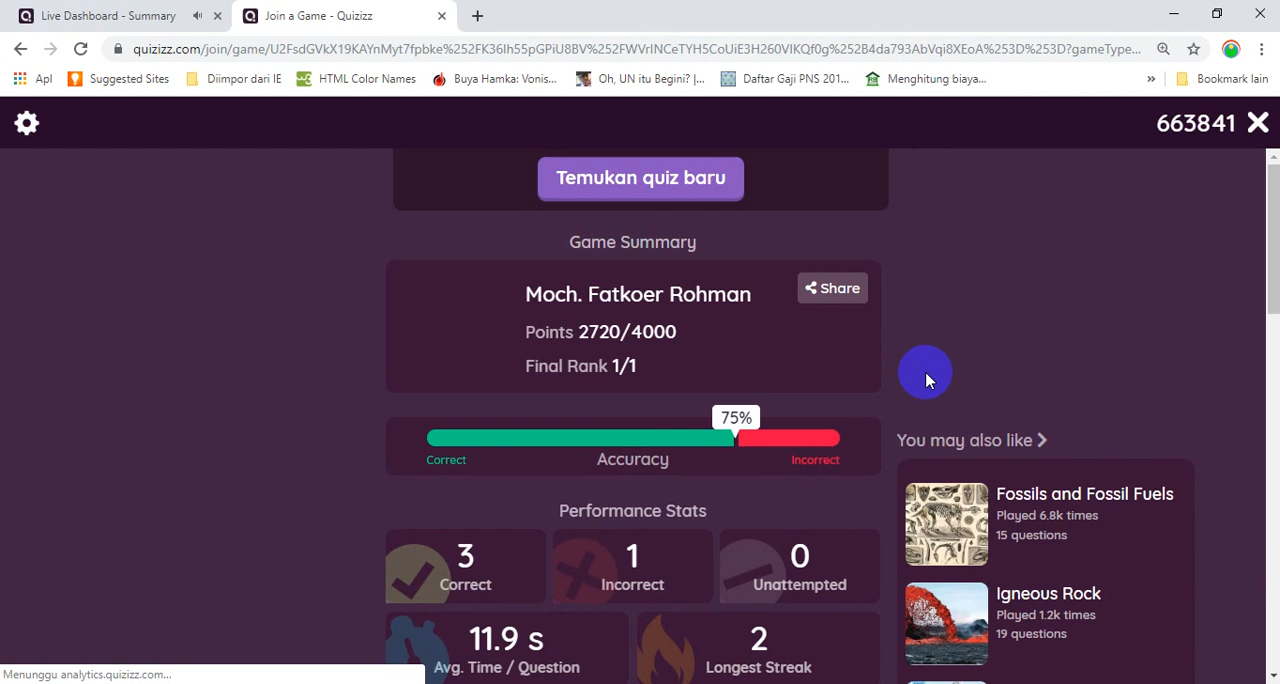 Live Dashboard - Summary
Join a Game - Quizizz
quizizz.com/join/game/U2FsdGVkX19KAYnMyt7fpbke%252FK36lh55pGPiU8BV%252FWVrINCeTYH5CoUiE3H260VIKQf0g%252B4da793AbVqi8XEoA%253D%253D?gameType...
Apl
Suggested Sites
Diimpor dari IE
HTML Color Names
Buya Hamka: Vonis...
Oh, UN itu Begini? |...
Daftar Gaji PNS 201...
Menghitung biaya...
»
Bookmark lain
663841
Temukan quiz baru
Game Summary
Moch. Fatkoer Rohman
Share
Points 2720/4000
Final Rank 1/1
75%
Correct
Accuracy
Incorrect
Performance Stats
3
Correct
1
Incorrect
0
Unattempted
11.9 s
Avg. Time / Question
2
Longest Streak
You may also like
Fossils and Fossil Fuels
Played 6.8k times
15 questions
Igneous Rock
Played 1.2k times
19 questions
Menunggu analytics.quizizz.com...